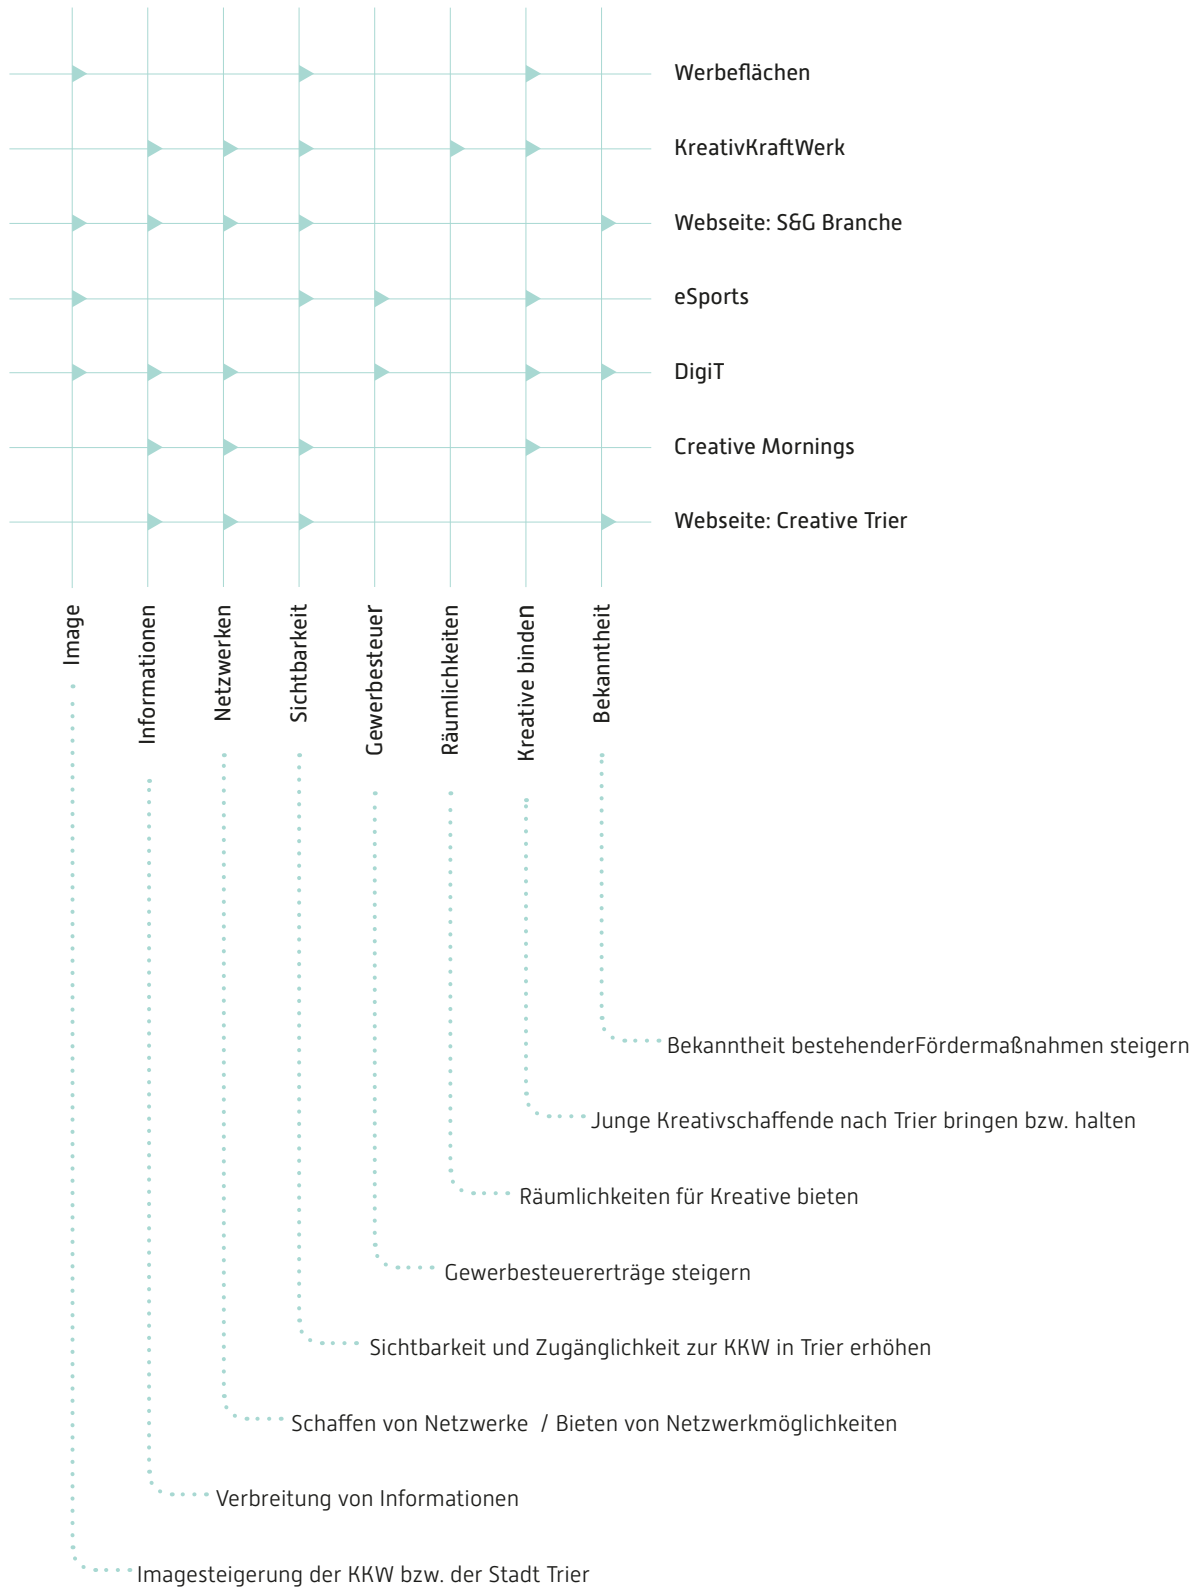 Werbeflächen
KreativKraftWerk
Webseite: S&G Branche
eSports
DigiT
Creative Mornings
Webseite: Creative Trier
Image
Informationen
Netzwerken
Sichtbarkeit
Gewerbesteuer
Räumlichkeiten
Kreative binden
Bekanntheit
Bekanntheit bestehenderFördermaßnahmen steigern
Junge Kreativschaffende nach Trier bringen bzw. halten
Räumlichkeiten für Kreative bieten
Gewerbesteuererträge steigern
Sichtbarkeit und Zugänglichkeit zur KKW in Trier erhöhen
Schaffen von Netzwerke / Bieten von Netzwerkmöglichkeiten
Verbreitung von Informationen
Imagesteigerung der KKW bzw. der Stadt Trier